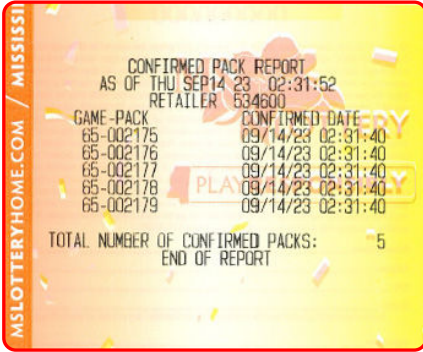 CONFIRMED PACK REPORT
AS OF THU SEP14 23 02:31:52
RETAILER 534600
GAME-PACK CONFIRMED DATE
65-002175 09/14/23 02:31:40
65-002176 09/14/23 02:31:40
65-002177 09/14/23 02:31:40
65-002178 09/14/23 02:31:40
65-002179 09/14/23 02:31:40
TOTAL NUMBER OF CONFIRMED PACKS: 5
END OF REPORT
MSLOTTERYHOME.COM / MISSISSI